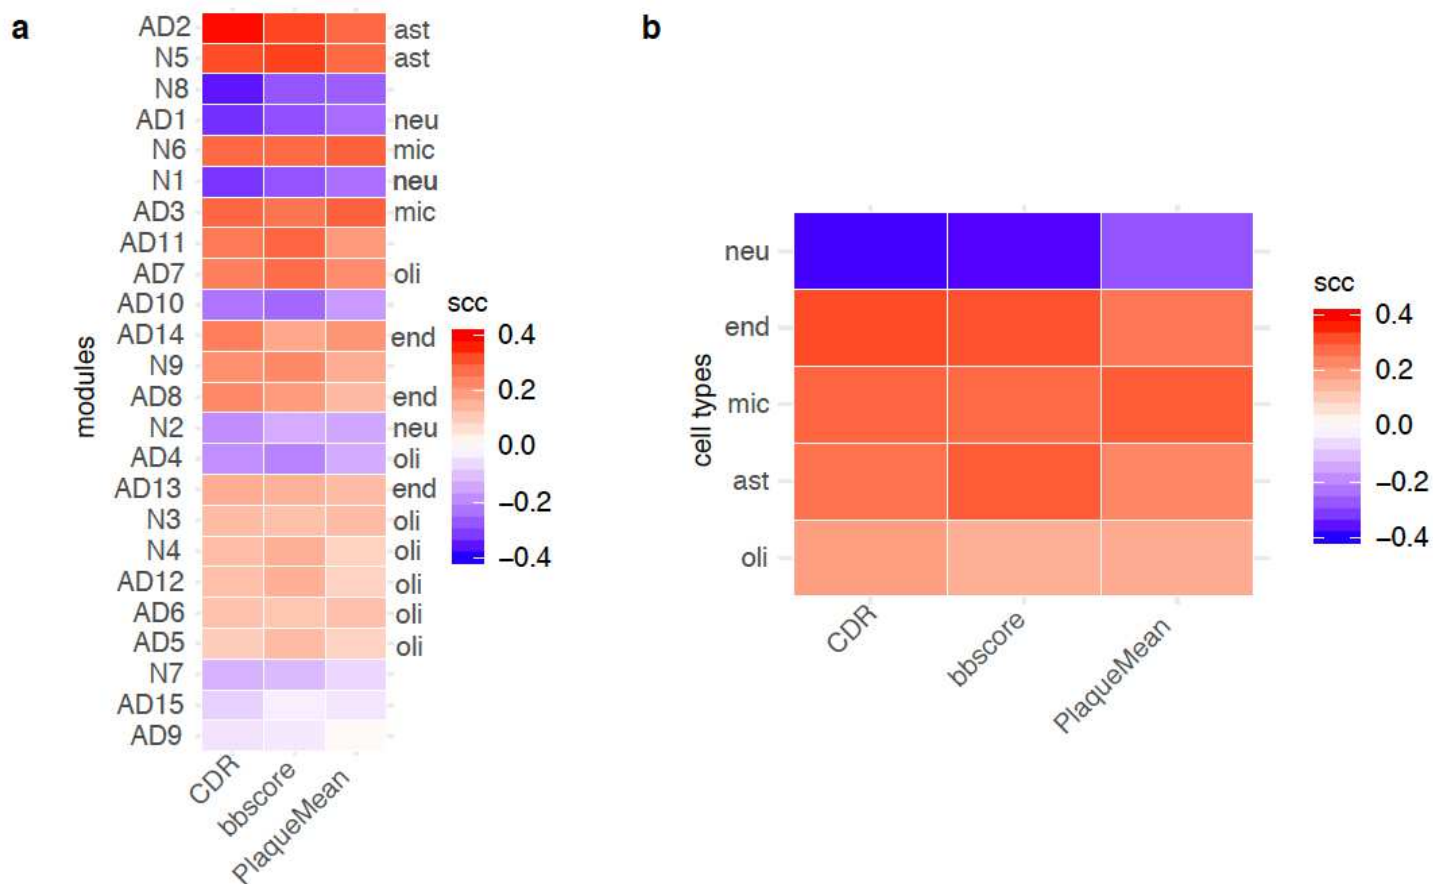 a
modules
AD2 ast
N5 ast
N8
AD1 neu
N6 mic
N1 neu
AD3 mic
AD11
AD7 oli
AD10
AD14 end
N9
AD8 end
N2 neu
AD4 oli
AD13 end
N3 oli
N4 oli
AD12 oli
AD6 oli
AD5 oli
N7
AD15
AD9
CDR
bbscore
PlaqueMean
scc
0.4
0.2
0.0
−0.2
−0.4
b
cell types
neu
end
mic
ast
oli
CDR
bbscore
PlaqueMean
scc
0.4
0.2
0.0
−0.2
−0.4